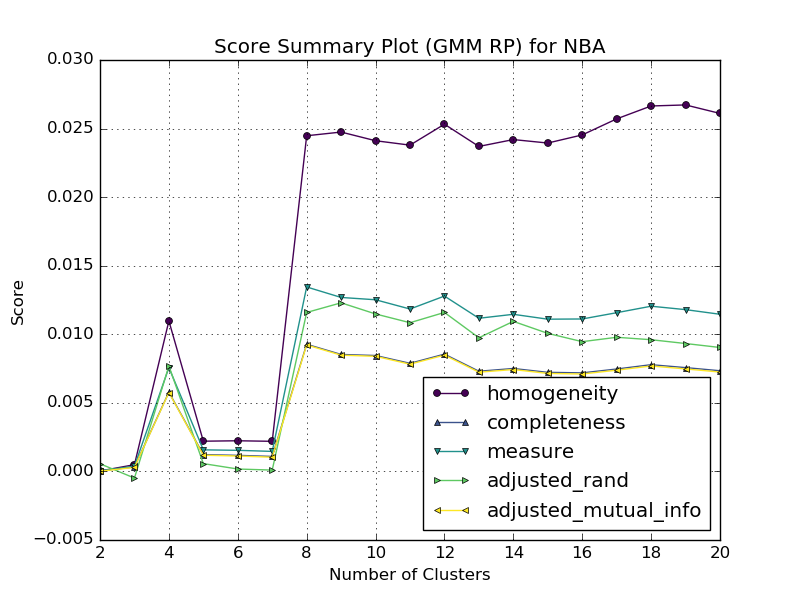 Score Summary Plot (GMM RP) for NBA
0.030
0.025
0.020
0.015
0.010
0.005
0.000
−0.005
Score
homogeneity
completeness
measure
adjusted_rand
adjusted_mutual_info
2 4 6 8 10 12 14 16 18 20
Number of Clusters